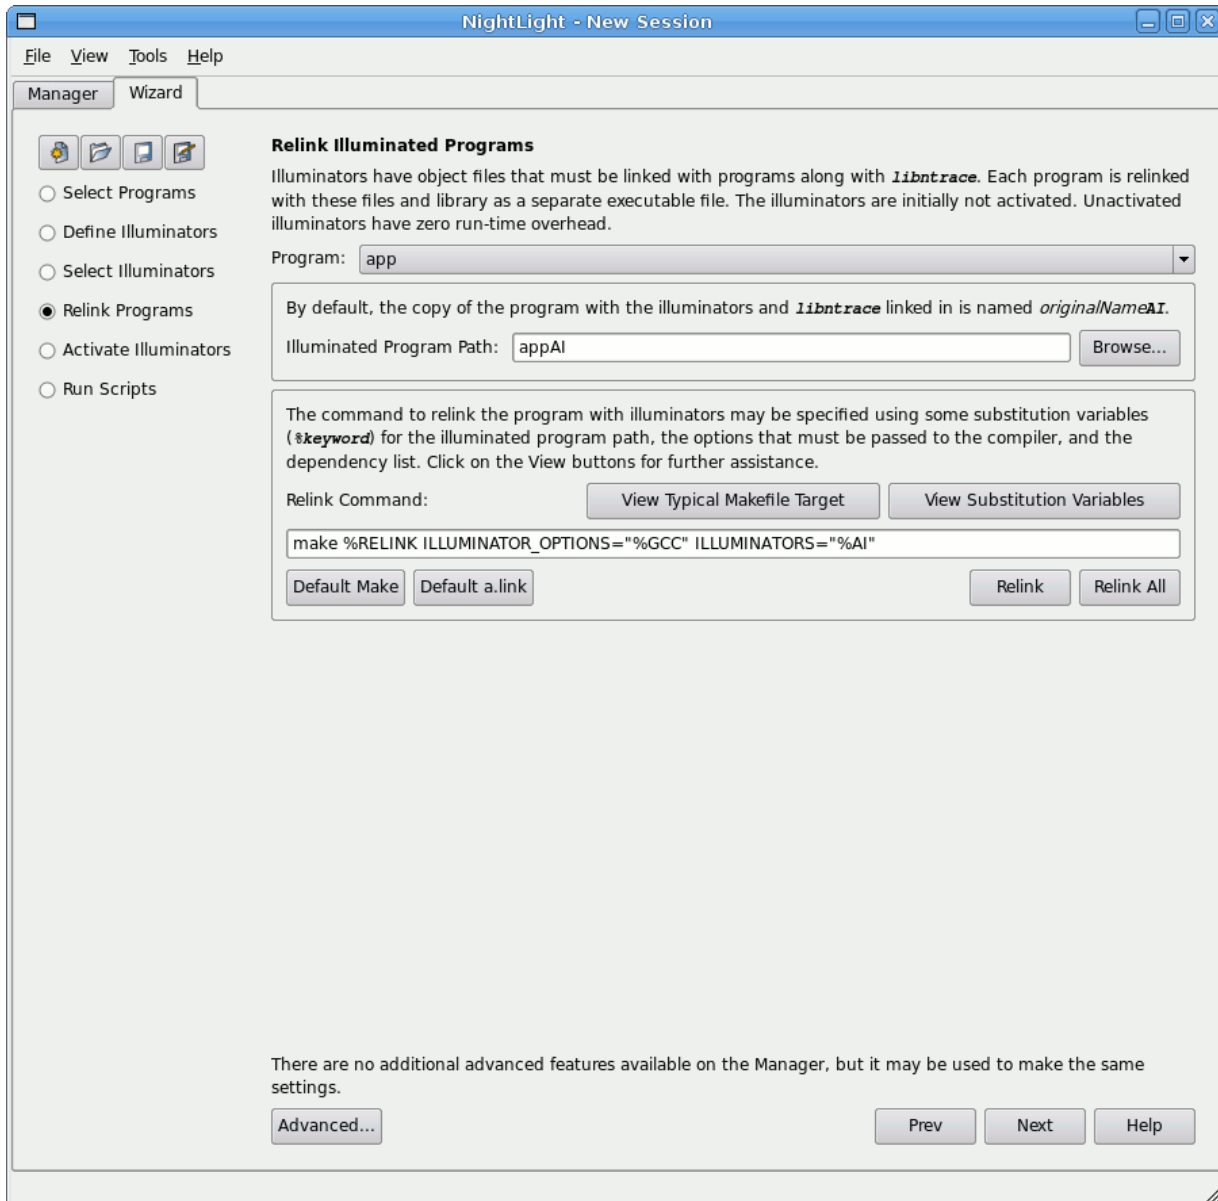 NightLight - New Session
File View Tools Help
Manager Wizard
Select Programs
Define Illuminators
Select Illuminators
Relink Programs
Activate Illuminators
Run Scripts
Relink Illuminated Programs
Illuminators have object files that must be linked with programs along with libntrace. Each program is relinked
with these files and library as a separate executable file. The illuminators are initially not activated. Unactivated
illuminators have zero run-time overhead.
Program: app
By default, the copy of the program with the illuminators and libntrace linked in is named originalNameAI.
Illuminated Program Path: appAI Browse...
The command to relink the program with illuminators may be specified using some substitution variables
(%keyword) for the illuminated program path, the options that must be passed to the compiler, and the
dependency list. Click on the View buttons for further assistance.
Relink Command: View Typical Makefile Target View Substitution Variables
make %RELINK ILLUMINATOR_OPTIONS="%GCC" ILLUMINATORS="%AI"
Default Make Default a.link Relink Relink All
There are no additional advanced features available on the Manager, but it may be used to make the same
settings.
Advanced... Prev Next Help